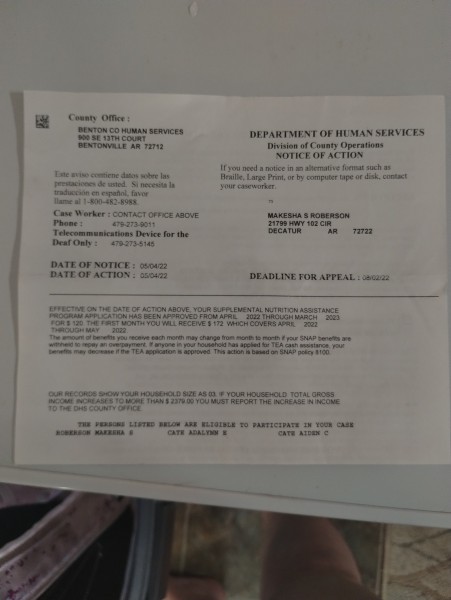 County Office :
BENTON CO HUMAN SERVICES
900 SE 13TH COURT
BENTONVILLE AR 72712
DEPARTMENT OF HUMAN SERVICES
Division of County Operations
NOTICE OF ACTION
Este aviso contiene datos sobre las
prestaciones de usted. Si necesita la
traducción en español, favor
llame al 1-800-482-8988.
If you need a notice in an alternative format such as
Braille, Large Print, or by computer tape or disk, contact
your caseworker.
Case Worker : CONTACT OFFICE ABOVE
Phone : 479-273-9011
Telecommunications Device for the
Deaf Only : 479-273-5145
MAKESHA S ROBERSON
21799 HWY 102 CIR
DECATUR AR 72722
DATE OF NOTICE : 05/04/22
DATE OF ACTION : 05/04/22
DEADLINE FOR APPEAL : 08/02/22
EFFECTIVE ON THE DATE OF ACTION ABOVE, YOUR SUPPLEMENTAL NUTRITION ASSISTANCE
PROGRAM APPLICATION HAS BEEN APPROVED FROM APRIL 2022 THROUGH MARCH 2023
FOR $ 120. THE FIRST MONTH YOU WILL RECEIVE $ 172 WHICH COVERS APRIL 2022
THROUGH MAY 2022.
The amount of benefits you receive each month may change from month to month if your SNAP benefits are
withheld to repay an overpayment. If anyone in your household has applied for TEA cash assistance, your
benefits may decrease if the TEA application is approved. This action is based on SNAP policy 8100.
OUR RECORDS SHOW YOUR HOUSEHOLD SIZE AS 03. IF YOUR HOUSEHOLD TOTAL GROSS
INCOME INCREASES TO MORE THAN $ 2379.00 YOU MUST REPORT THE INCREASE IN INCOME
TO THE DHS COUNTY OFFICE.
THE PERSONS LISTED BELOW ARE ELIGIBLE TO PARTICIPATE IN YOUR CASE
ROBERSON MAKESHA S CATE ADALYNN E CATE AIDEN C